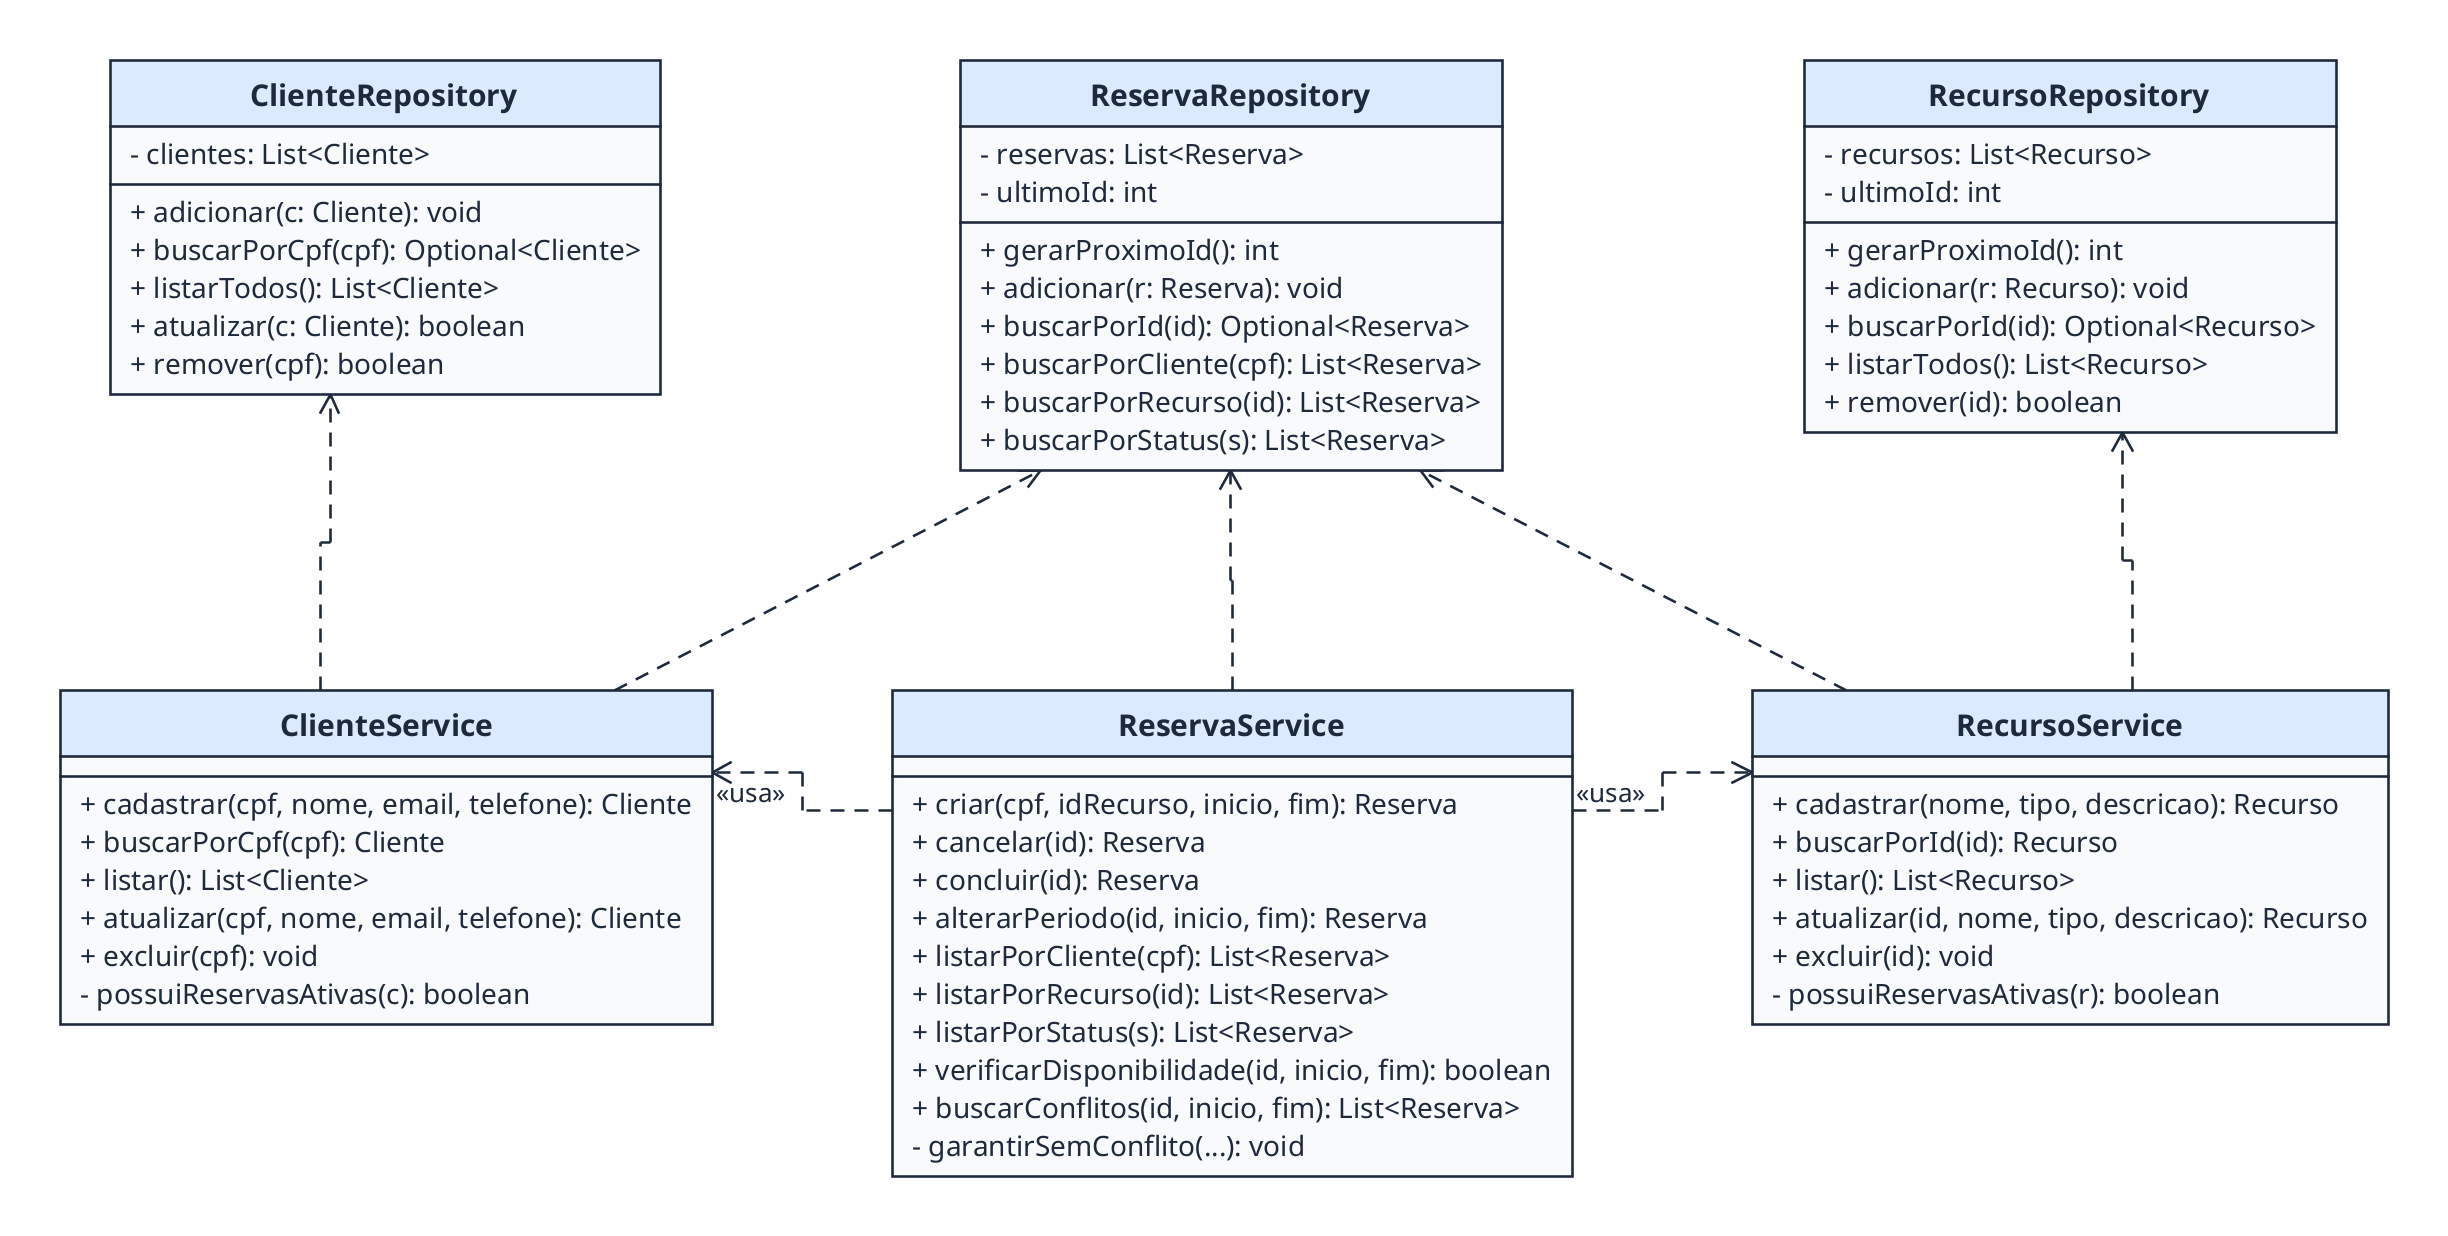 ClienteRepository
- clientes: List<Cliente>
+ adicionar(c: Cliente): void
+ buscarPorCpf(cpf): Optional<Cliente>
+ listarTodos(): List<Cliente>
+ atualizar(c: Cliente): boolean
+ remover(cpf): boolean
ReservaRepository
- reservas: List<Reserva>
- ultimoId: int
+ gerarProximoId(): int
+ adicionar(r: Reserva): void
+ buscarPorId(id): Optional<Reserva>
+ buscarPorCliente(cpf): List<Reserva>
+ buscarPorRecurso(id): List<Reserva>
+ buscarPorStatus(s): List<Reserva>
RecursoRepository
- recursos: List<Recurso>
- ultimoId: int
+ gerarProximoId(): int
+ adicionar(r: Recurso): void
+ buscarPorId(id): Optional<Recurso>
+ listarTodos(): List<Recurso>
+ remover(id): boolean
ClienteService
+ cadastrar(cpf, nome, email, telefone): Cliente
+ buscarPorCpf(cpf): Cliente
+ listar(): List<Cliente>
+ atualizar(cpf, nome, email, telefone): Cliente
+ excluir(cpf): void
- possuiReservasAtivas(c): boolean
«usa»
ReservaService
+ criar(cpf, idRecurso, inicio, fim): Reserva
+ cancelar(id): Reserva
+ concluir(id): Reserva
+ alterarPeriodo(id, inicio, fim): Reserva
+ listarPorCliente(cpf): List<Reserva>
+ listarPorRecurso(id): List<Reserva>
+ listarPorStatus(s): List<Reserva>
+ verificarDisponibilidade(id, inicio, fim): boolean
+ buscarConflitos(id, inicio, fim): List<Reserva>
- garantirSemConflito(...): void
«usa»
RecursoService
+ cadastrar(nome, tipo, descricao): Recurso
+ buscarPorId(id): Recurso
+ listar(): List<Recurso>
+ atualizar(id, nome, tipo, descricao): Recurso
+ excluir(id): void
- possuiReservasAtivas(r): boolean